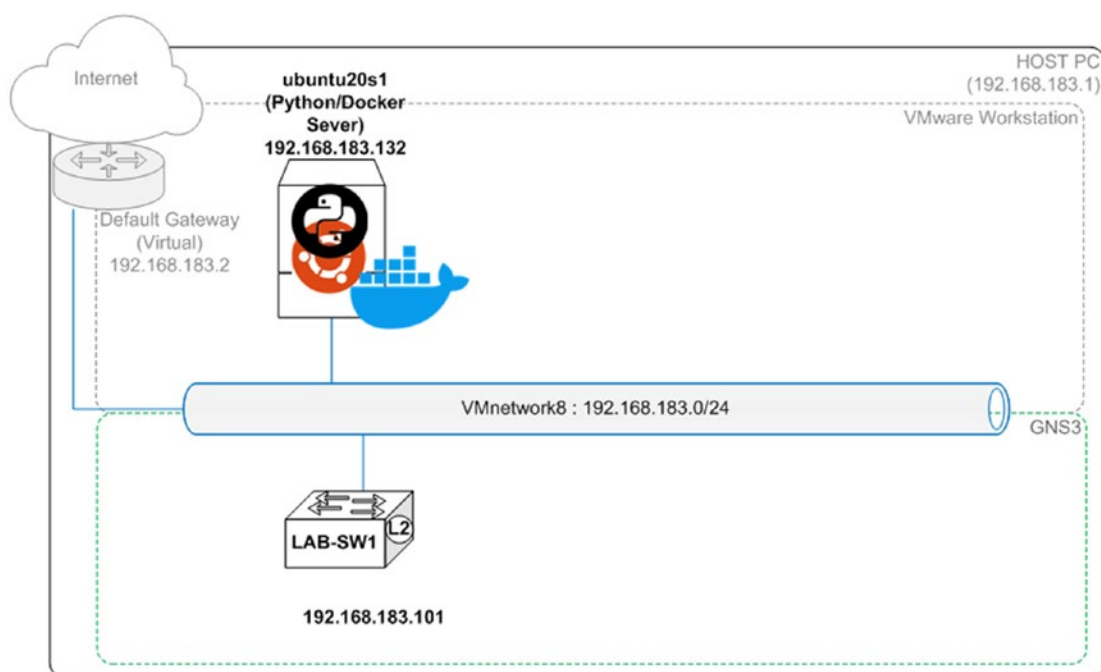 Internet
HOST PC
(192.168.183.1)
ubuntu20s1
(Python/Docker
Sever)
192.168.183.132
VMware Workstation
Default Gateway
(Virtual)
192.168.183.2
VMnetwork8 : 192.168.183.0/24
GNS3
L2
LAB-SW1
192.168.183.101